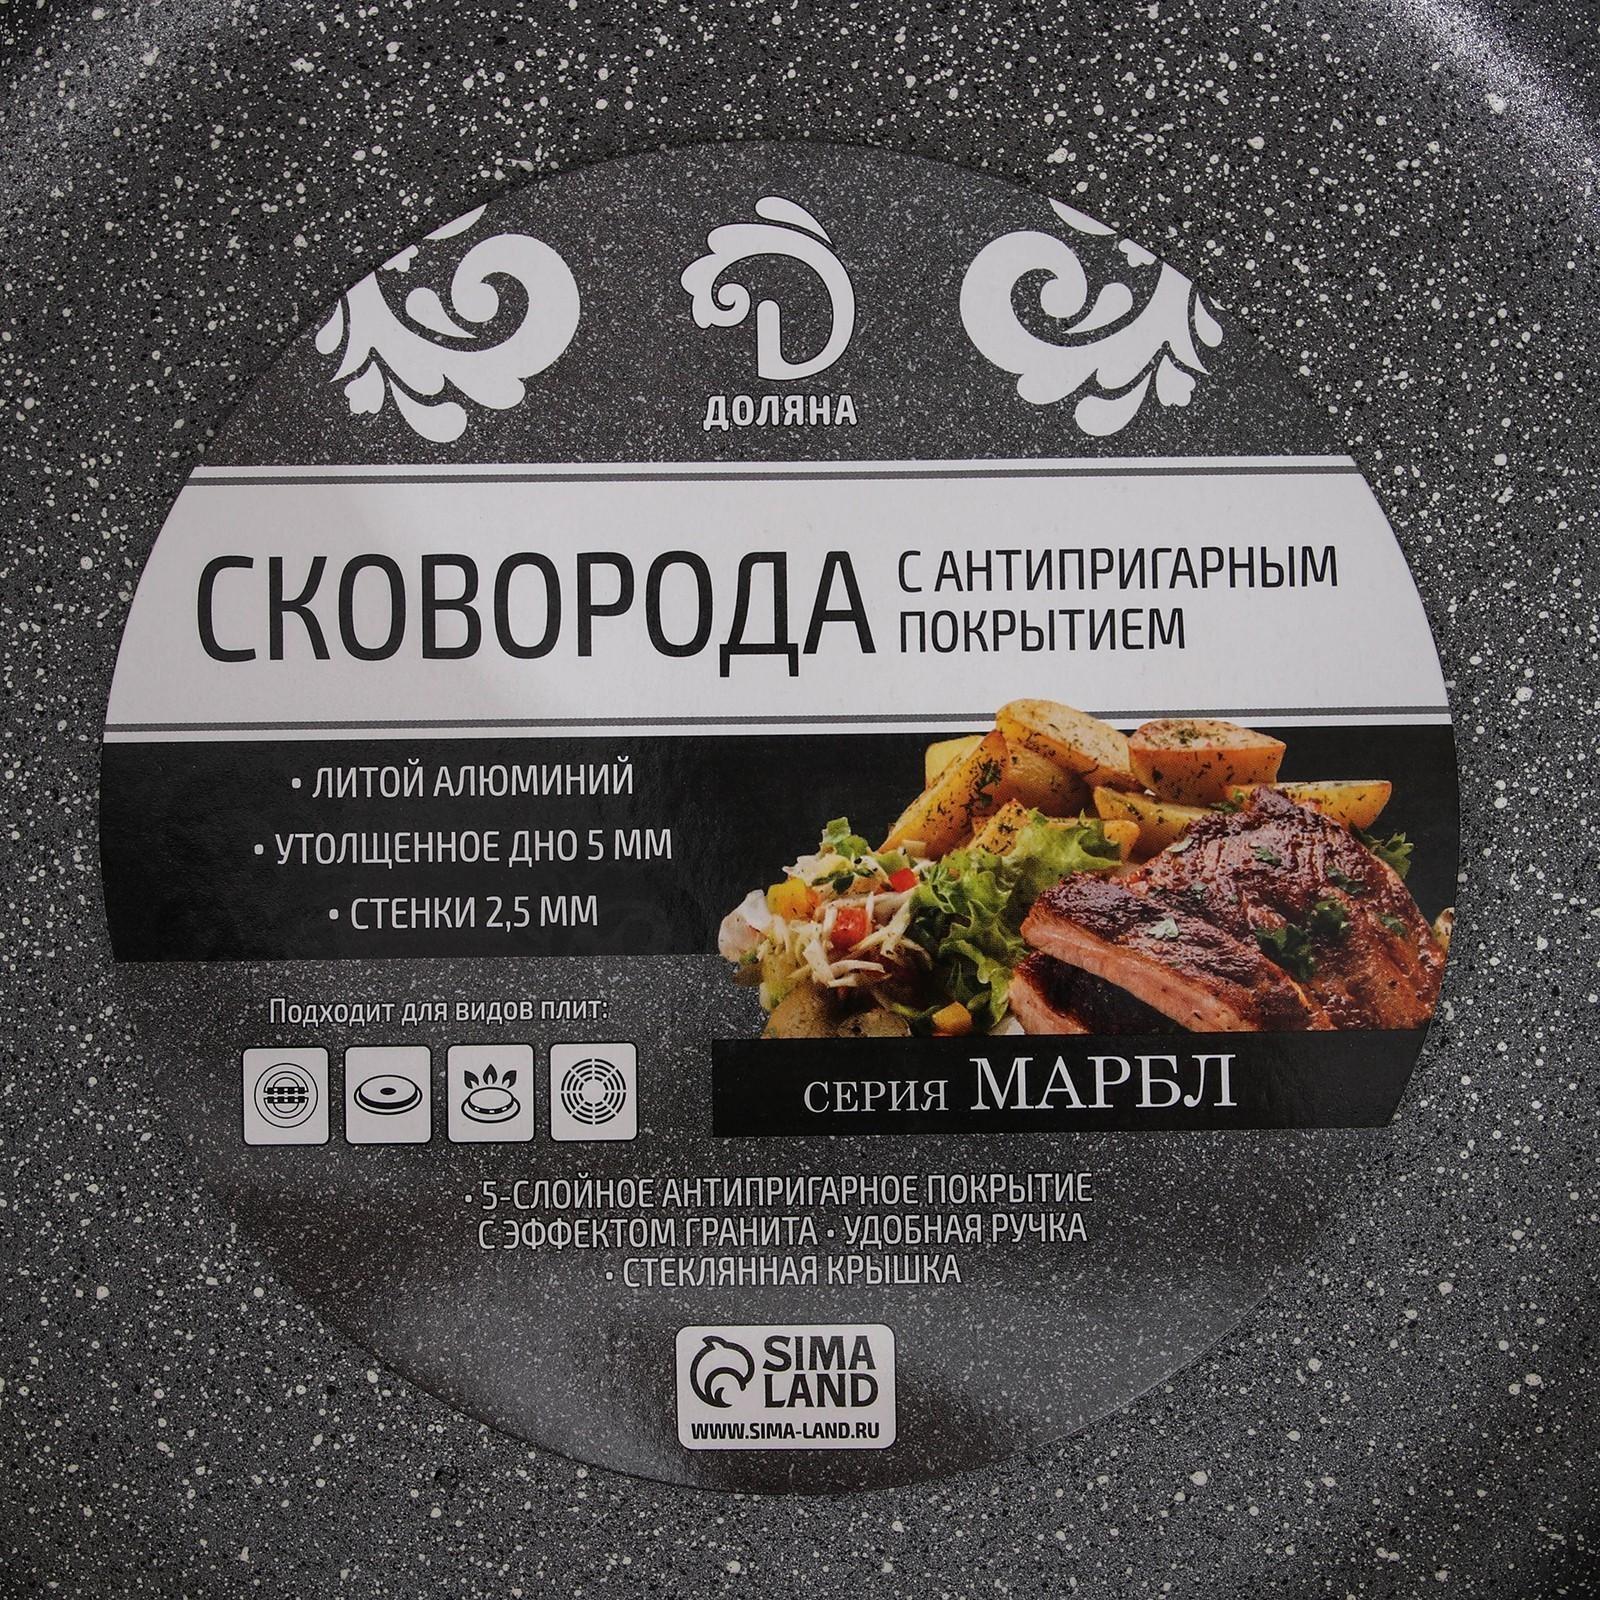 ДОЛЯНА
СКОВОРОДА
С АНТИПРИГАРНЫМ
ПОКРЫТИЕМ
• ЛИТОЙ АЛЮМИНИЙ
• УТОЛЩЕННОЕ ДНО 5 ММ
• СТЕНКИ 2,5 ММ
Подходит для видов плит:
СЕРИЯ МАРБЛ
• 5-СЛОЙНОЕ АНТИПРИГАРНОЕ ПОКРЫТИЕ
С ЭФФЕКТОМ ГРАНИТА • УДОБНАЯ РУЧКА
• СТЕКЛЯННАЯ КРЫШКА
SIMA
LAND
WWW.SIMA-LAND.RU